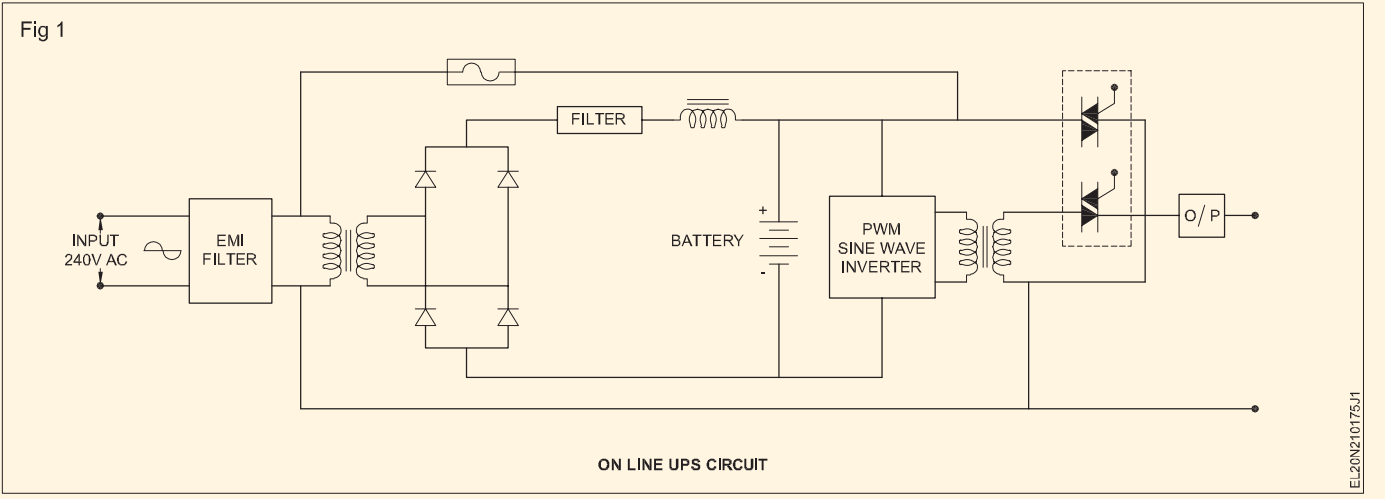 Fig 1
FILTER
INPUT
240V AC
EMI
FILTER
+
BATTERY
-
PWM
SINE WAVE
INVERTER
O/P
ON LINE UPS CIRCUIT
EL20N210175J1